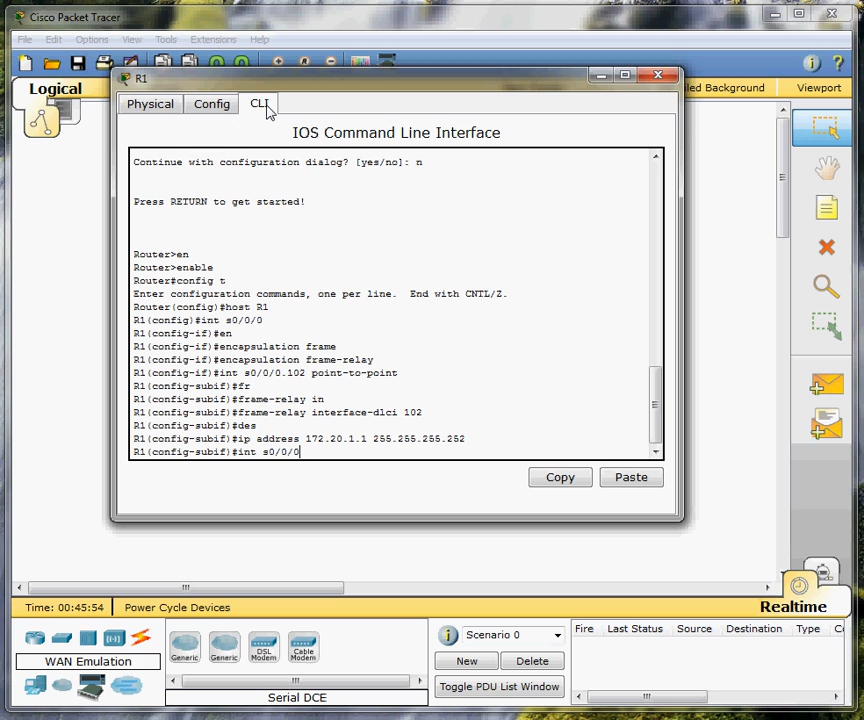 Cisco Packet Tracer
File Edit Options View Tools Extensions Help
R1
Logical
led Background
Viewport
Physical Config CLI
IOS Command Line Interface
Continue with configuration dialog? [yes/no]: n
Press RETURN to get started!
Router>en
Router>enable
Router#config t
Enter configuration commands, one per line.  End with CNTL/Z.
Router(config)#host R1
R1(config)#int s0/0/0
R1(config-if)#en
R1(config-if)#encapsulation frame
R1(config-if)#encapsulation frame-relay
R1(config-if)#int s0/0/0.102 point-to-point
R1(config-subif)#fr
R1(config-subif)#frame-relay in
R1(config-subif)#frame-relay interface-dlci 102
R1(config-subif)#des
R1(config-subif)#ip address 172.20.1.1 255.255.255.252
R1(config-subif)#int s0/0/0
Copy Paste
Time: 00:45:54 Power Cycle Devices
Realtime
Generic Generic DSL Modem Cable Modem
WAN Emulation
Serial DCE
Scenario 0
New Delete
Toggle PDU List Window
Fire Last Status Source Destination Type Co